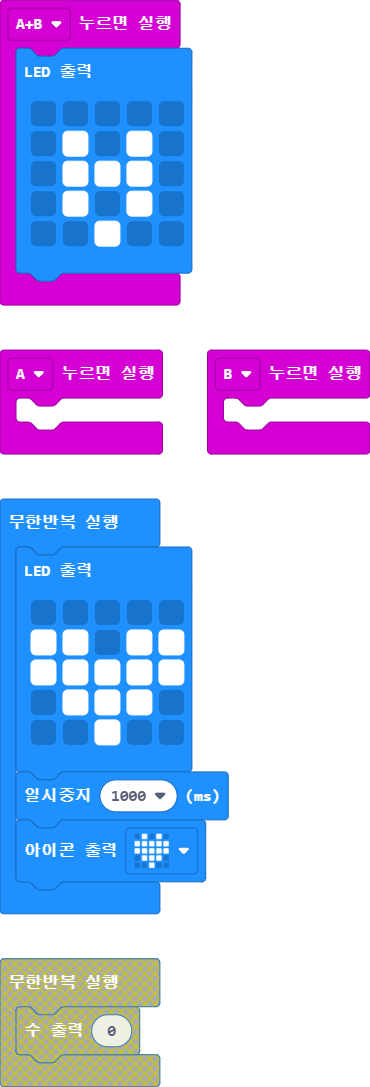 A+B 누르면 실행
LED 출력
A 누르면 실행
B 누르면 실행
무한반복 실행
LED 출력
일시중지 1000 (ms)
아이콘 출력
무한반복 실행
수 출력 0